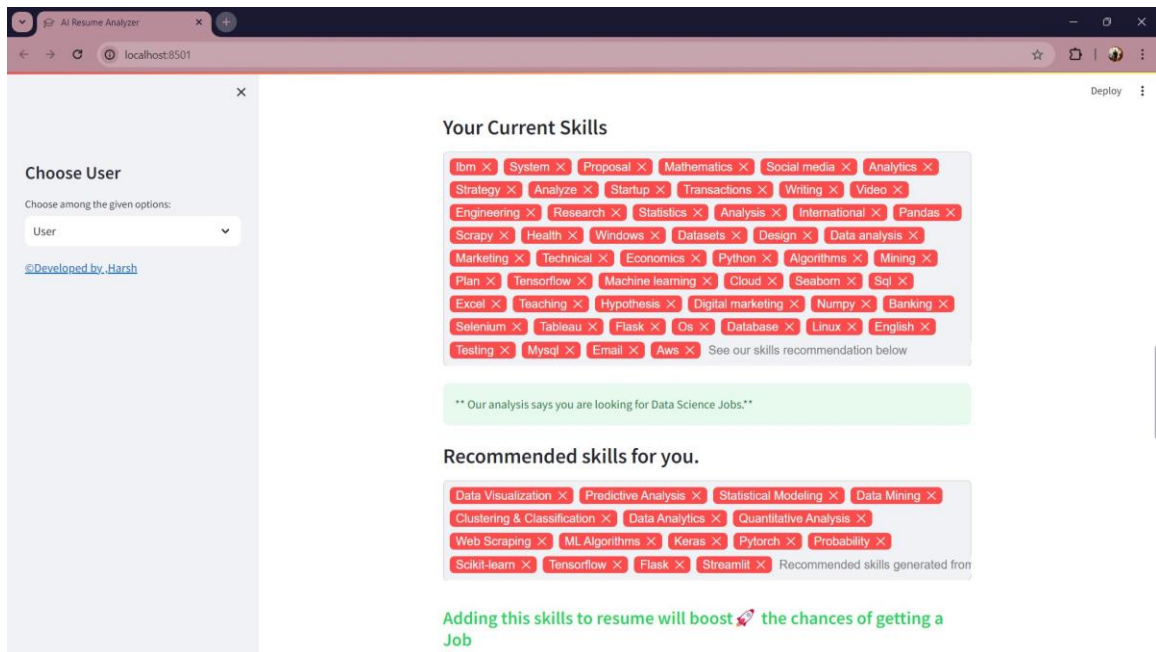 AI Resume Analyzer
localhost:8501
Deploy
Choose User
Choose among the given options:
User
©Developed by ,Harsh
Your Current Skills
Ibm System Proposal Mathematics Social media Analytics
Strategy Analyze Startup Transactions Writing Video
Engineering Research Statistics Analysis International Pandas
Scrapy Health Windows Datasets Design Data analysis
Marketing Technical Economics Python Algorithms Mining
Plan Tensorflow Machine learning Cloud Seaborn Sql
Excel Teaching Hypothesis Digital marketing Numpy Banking
Selenium Tableau Flask Os Database Linux English
Testing Mysql Email Aws See our skills recommendation below
** Our analysis says you are looking for Data Science Jobs.**
Recommended skills for you.
Data Visualization Predictive Analysis Statistical Modeling Data Mining
Clustering & Classification Data Analytics Quantitative Analysis
Web Scraping ML Algorithms Keras Pytorch Probability
Scikit-learn Tensorflow Flask Streamlit Recommended skills generated from
Adding this skills to resume will boost 🚀 the chances of getting a
Job